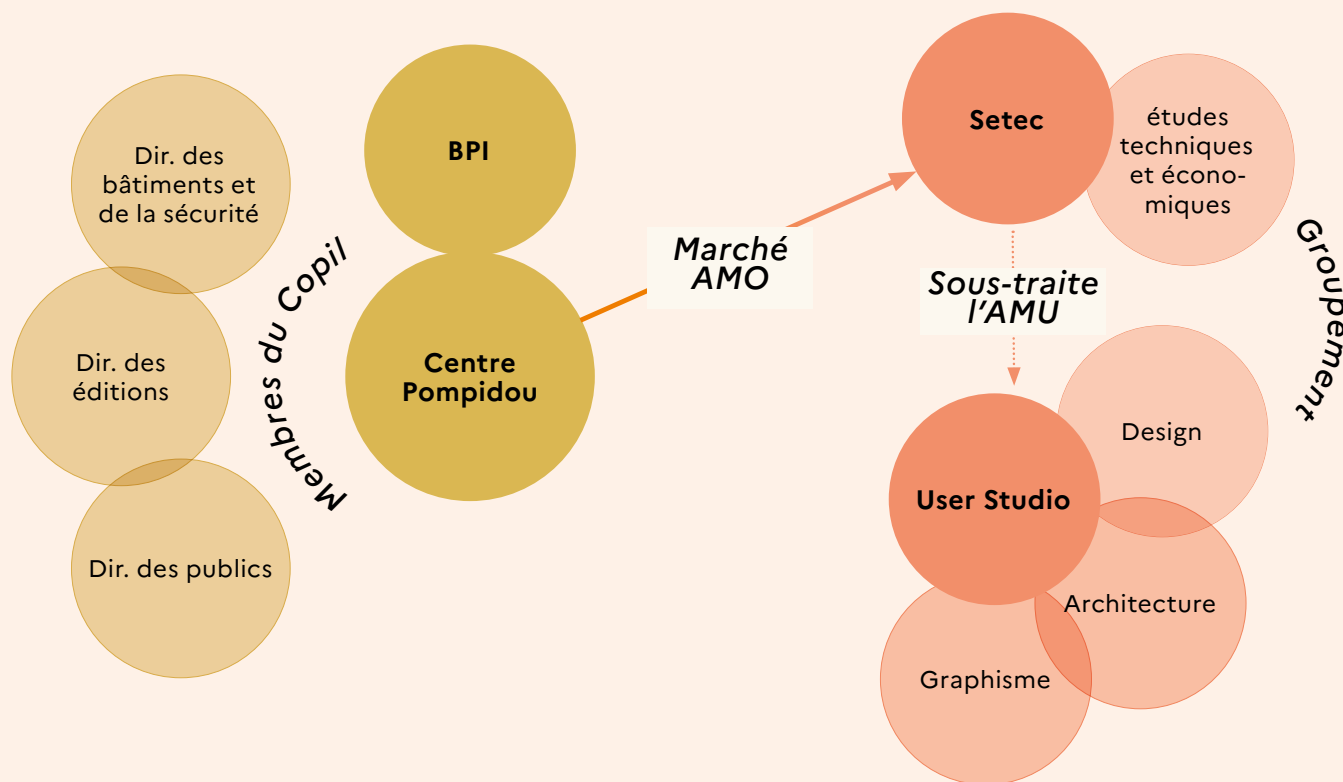 Dir. des
bâtiments et
de la sécurité
Dir. des
éditions
Dir. des publics
Membres du Copil
BPI
Centre
Pompidou
Marché
AMO
Setec
études
techniques
et écono-
miques
Groupement
Sous-traite
l'AMU
User Studio
Design
Architecture
Graphisme